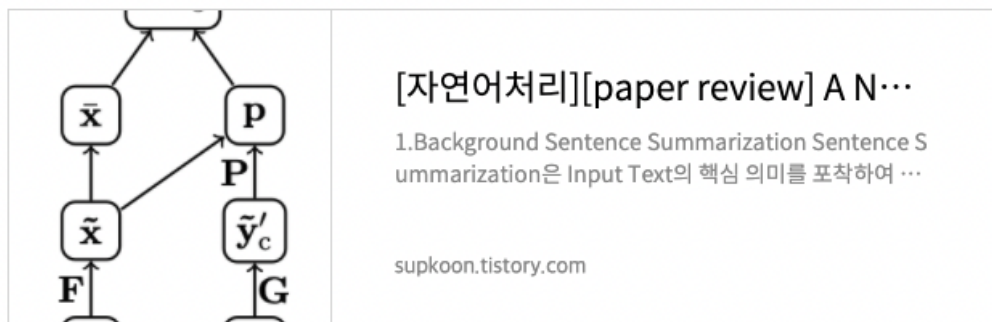 [자연어처리][paper review] A N…
1.Background Sentence Summarization Sentence S
ummarization은 Input Text의 핵심 의미를 포착하여 …
supkoon.tistory.com
x̄
p
P
x̃
ỹ′c
F
G